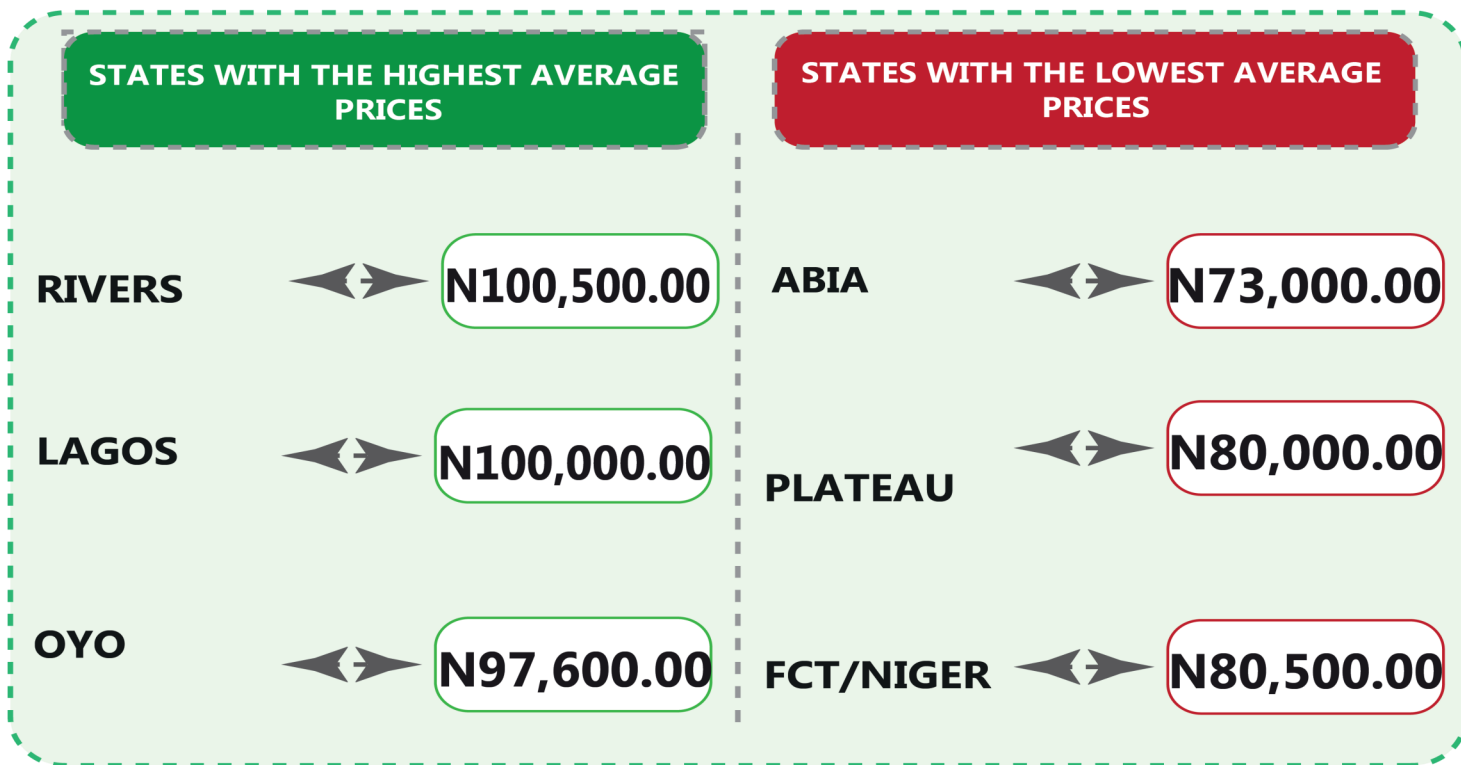 STATES WITH THE HIGHEST AVERAGE
PRICES
RIVERS N100,500.00
LAGOS N100,000.00
OYO N97,600.00
STATES WITH THE LOWEST AVERAGE
PRICES
ABIA N73,000.00
PLATEAU N80,000.00
FCT/NIGER N80,500.00